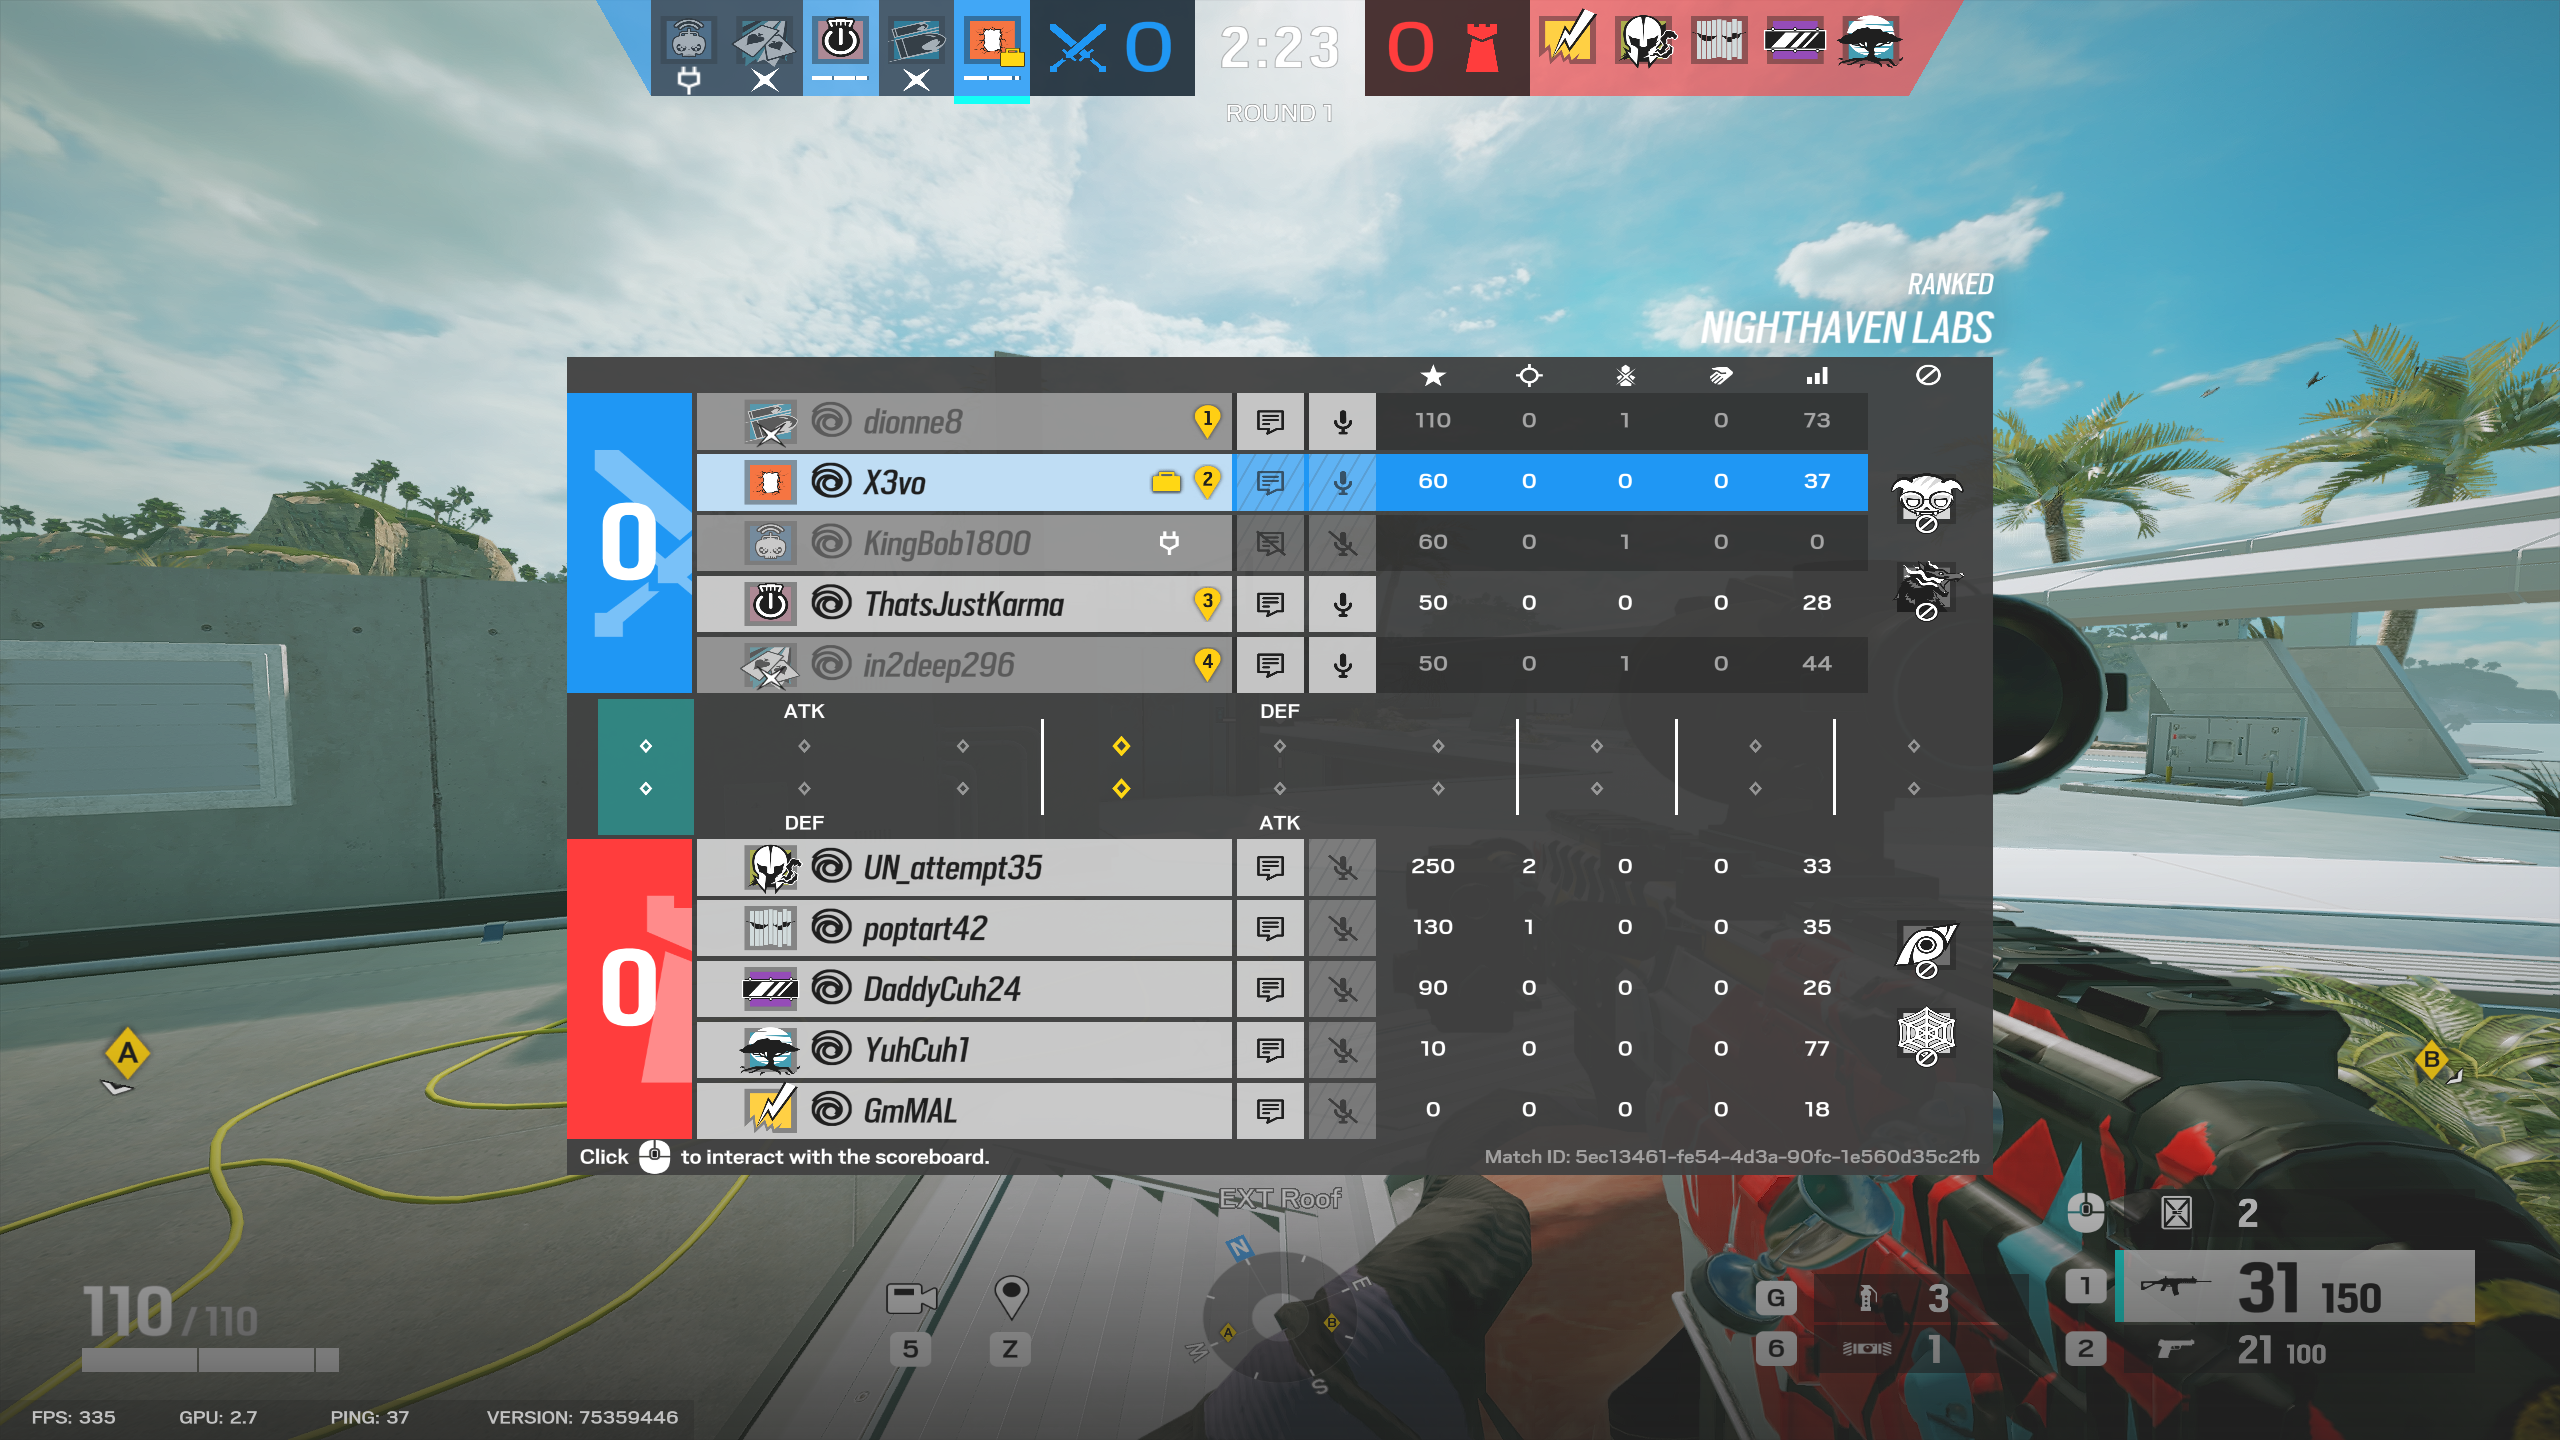 0 2:23 0
ROUND 1
RANKED
NIGHTHAVEN LABS
0
dionne8 1 110 0 1 0 73
X3vo 2 60 0 0 0 37
KingBob1800 60 0 1 0 0
ThatsJustKarma 3 50 0 0 0 28
in2deep296 4 50 0 1 0 44
ATK DEF
DEF ATK
0
UN_attempt35 250 2 0 0 33
poptart42 130 1 0 0 35
DaddyCuh24 90 0 0 0 26
YuhCuh1 10 0 0 0 77
GmMAL 0 0 0 0 18
Click to interact with the scoreboard.
Match ID: 5ec13461-fe54-4d3a-90fc-1e560d35c2fb
A
B
EXT Roof
N
E
A
B
W
S
110 / 110
5
Z
2
G 3
1 31 150
6 1
2 21 100
FPS: 335 GPU: 2.7 PING: 37 VERSION: 75359446